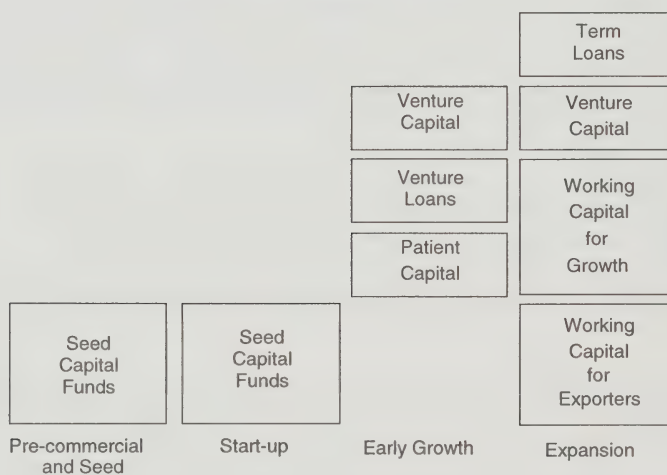 Term
Loans
Venture
Capital
Venture
Capital
Venture
Loans
Working
Capital
for
Growth
Patient
Capital
Seed
Capital
Funds
Seed
Capital
Funds
Working
Capital
for
Exporters
Pre-commercial
and Seed
Start-up
Early Growth
Expansion